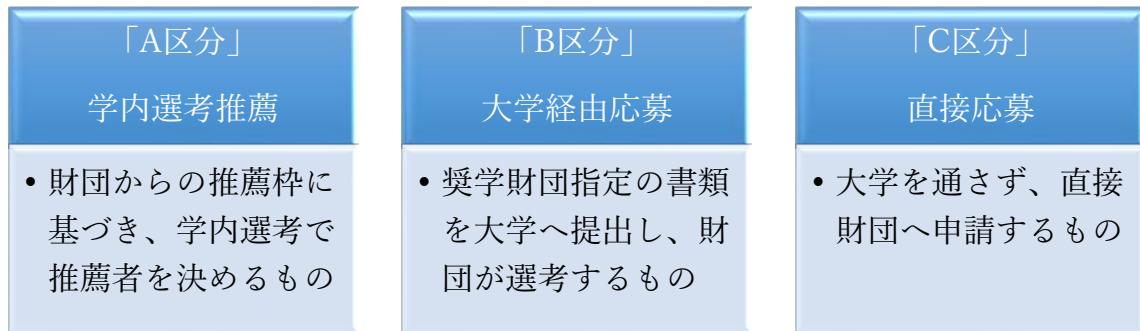 「A区分」
学内選考推薦
• 財団からの推薦枠に
基づき、学内選考で
推薦者を決めるもの
「B区分」
大学経由応募
• 奨学財団指定の書類
を大学へ提出し、財
団が選考するもの
「C区分」
直接応募
• 大学を通さず、直接
財団へ申請するもの